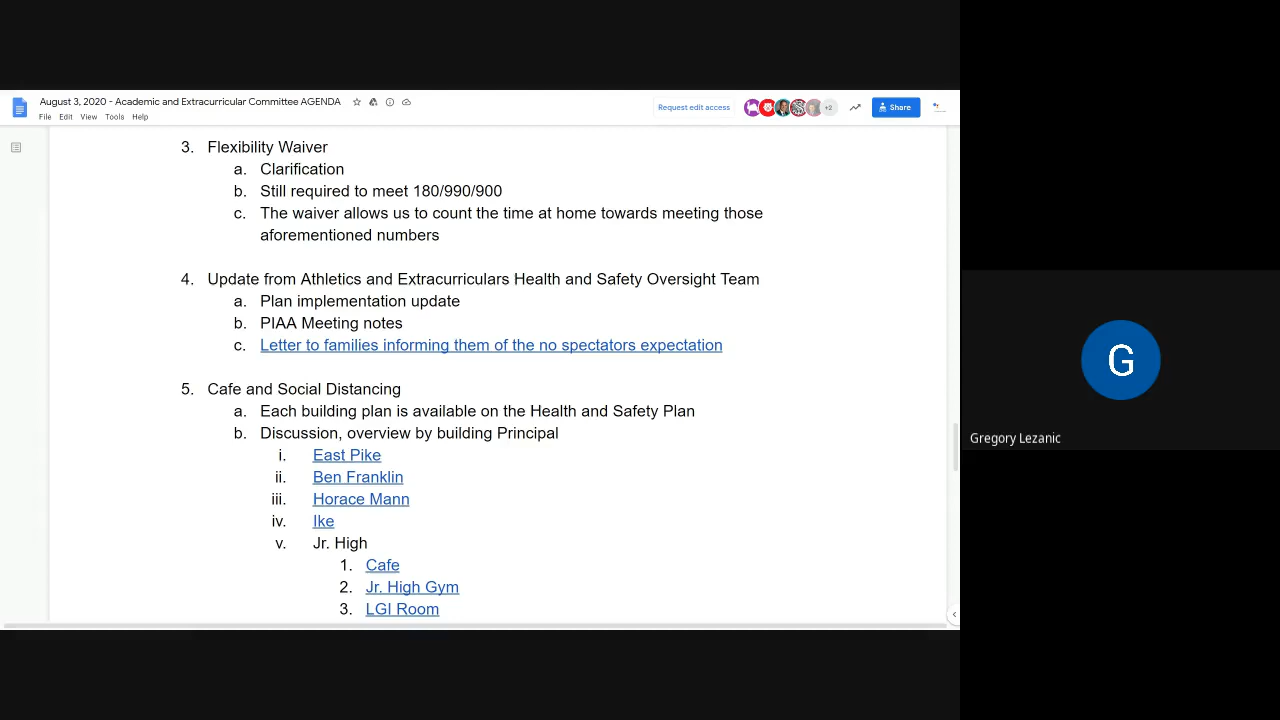 August 3, 2020 - Academic and Extracurricular Committee AGENDA
File Edit View Tools Help
Request edit access
+2
Share
3. Flexibility Waiver
a. Clarification
b. Still required to meet 180/990/900
c. The waiver allows us to count the time at home towards meeting those
aforementioned numbers
4. Update from Athletics and Extracurriculars Health and Safety Oversight Team
a. Plan implementation update
b. PIAA Meeting notes
c. Letter to families informing them of the no spectators expectation
5. Cafe and Social Distancing
a. Each building plan is available on the Health and Safety Plan
b. Discussion, overview by building Principal
i. East Pike
ii. Ben Franklin
iii. Horace Mann
iv. Ike
v. Jr. High
1. Cafe
2. Jr. High Gym
3. LGI Room
G
Gregory Lezanic